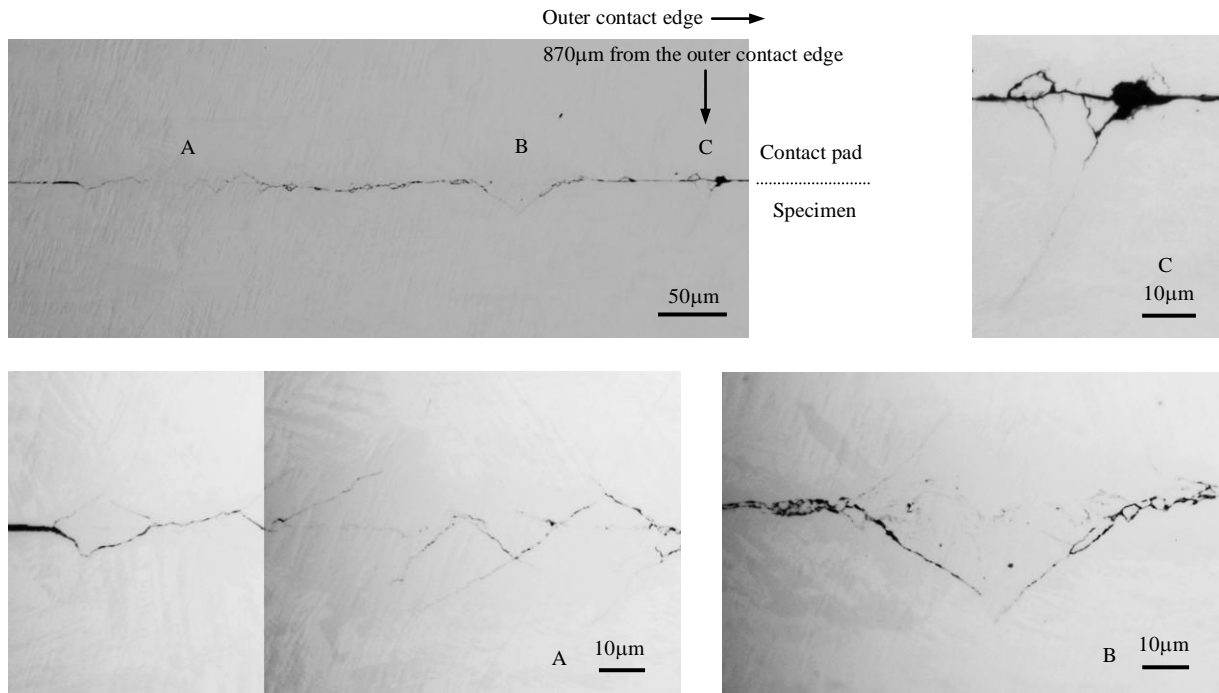 Outer contact edge
870μm from the outer contact edge
A
B
C
Contact pad
Specimen
50μm
C
10μm
A
10μm
B
10μm